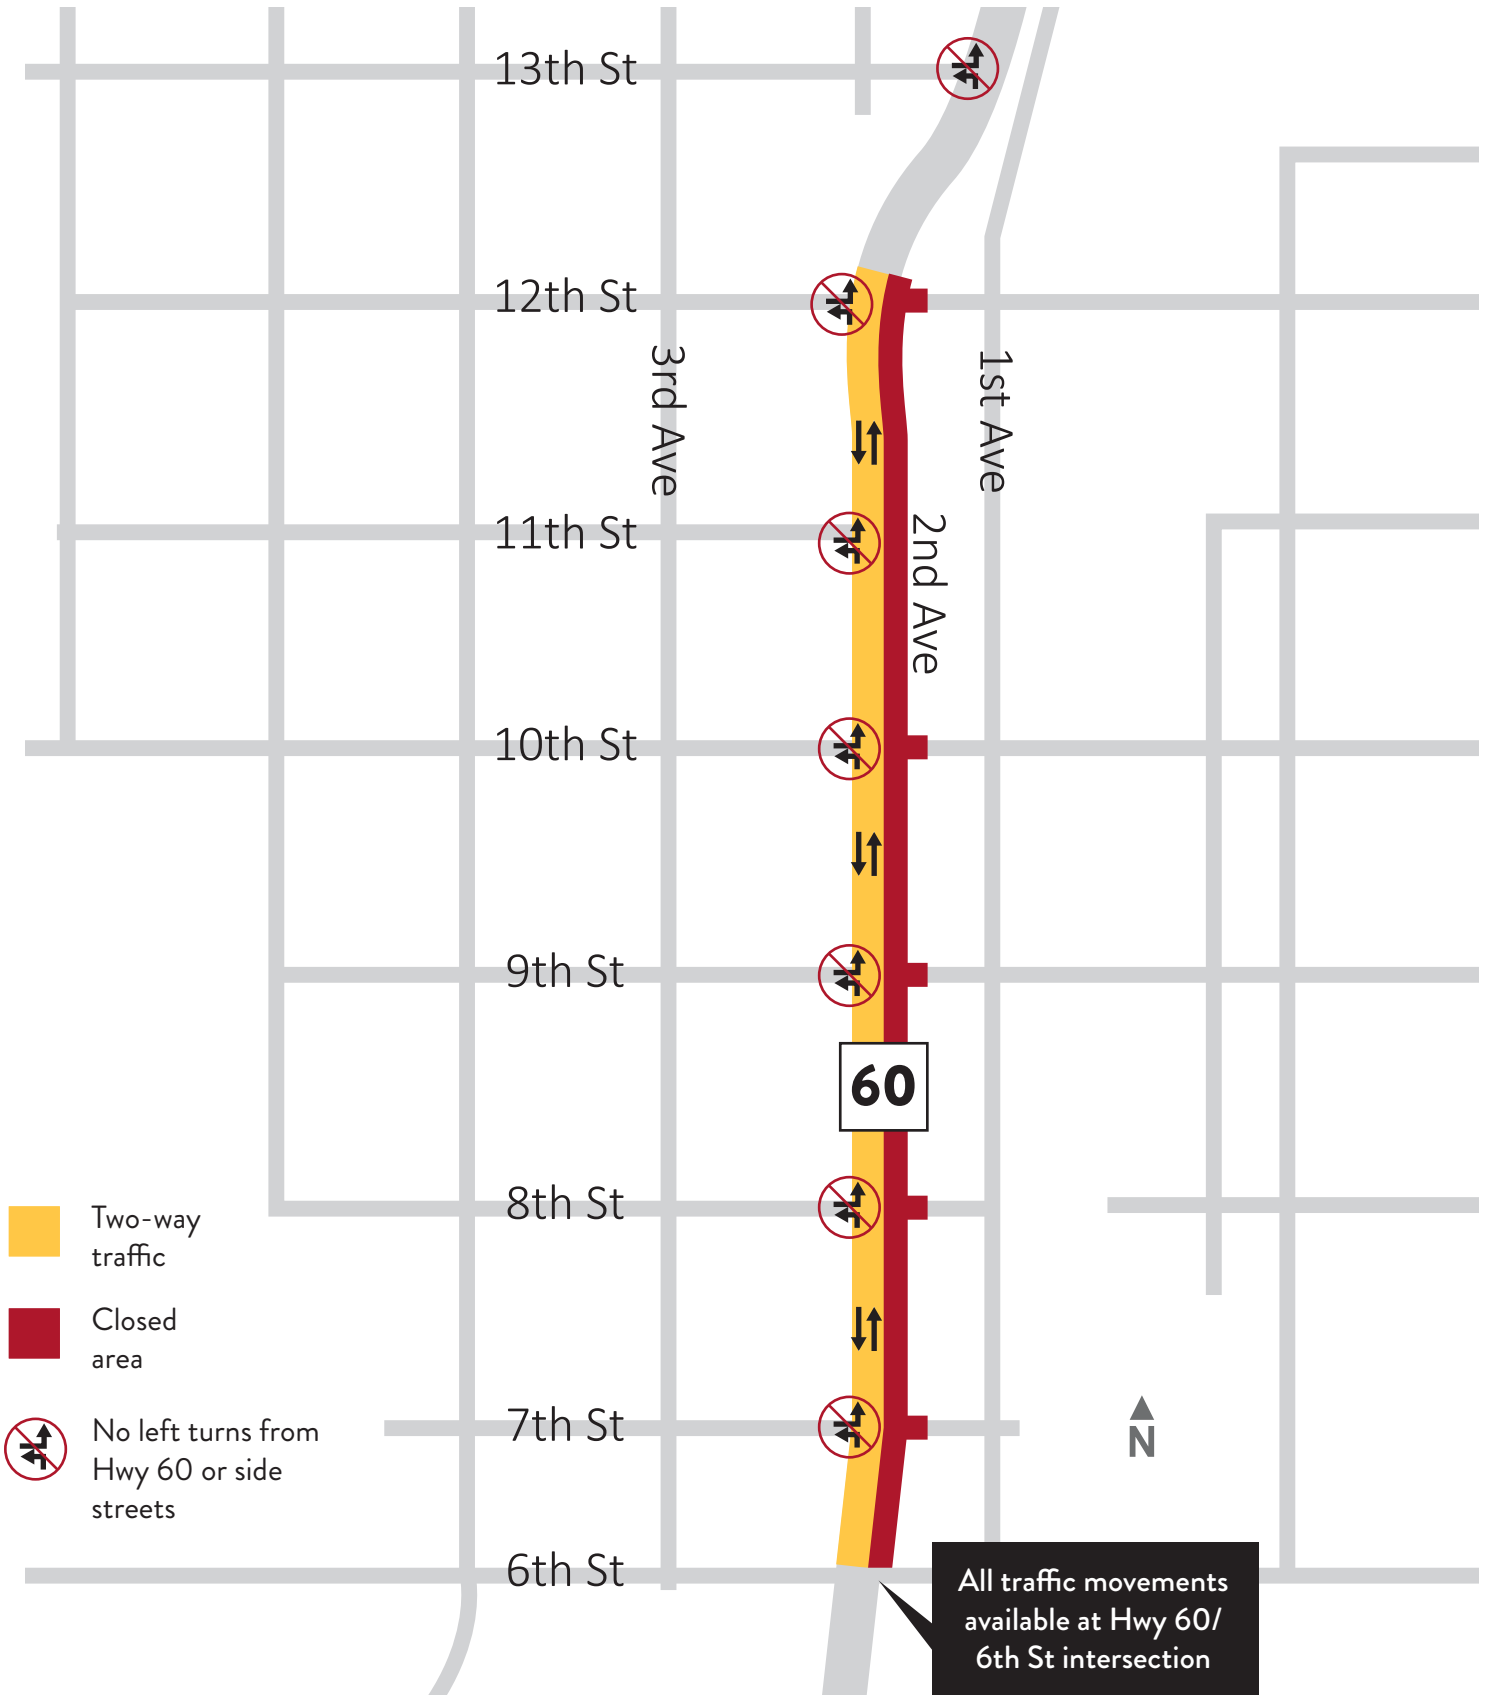 13th St
12th St
3rd Ave
1st Ave
11th St
2nd Ave
10th St
9th St
60
8th St
Two-way
traffic
Closed
area
No left turns from
Hwy 60 or side
streets
7th St
N
6th St
All traffic movements
available at Hwy 60/
6th St intersection